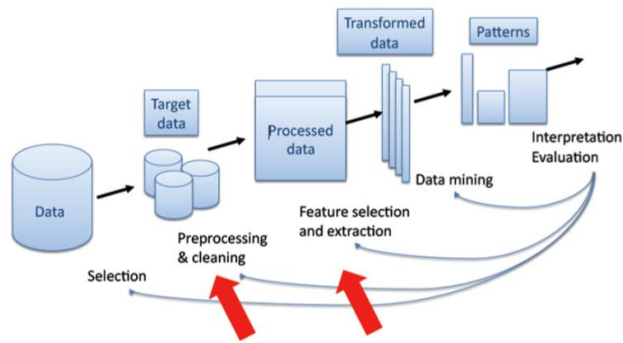 Transformed
data
Patterns
Target
data
Processed
data
Interpretation
Evaluation
Data mining
Data
Feature selection
and extraction
Preprocessing
& cleaning
Selection